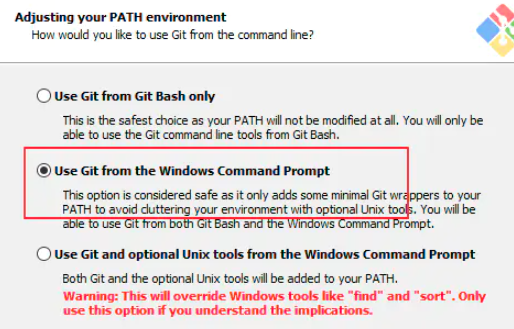 Adjusting your PATH environment
How would you like to use Git from the command line?
Use Git from Git Bash only
This is the safest choice as your PATH will not be modified at all. You will only be
able to use the Git command line tools from Git Bash.
Use Git from the Windows Command Prompt
This option is considered safe as it only adds some minimal Git wrappers to your
PATH to avoid cluttering your environment with optional Unix tools. You will be
able to use Git from both Git Bash and the Windows Command Prompt.
Use Git and optional Unix tools from the Windows Command Prompt
Both Git and the optional Unix tools will be added to your PATH.
Warning: This will override Windows tools like "find" and "sort". Only
use this option if you understand the implications.